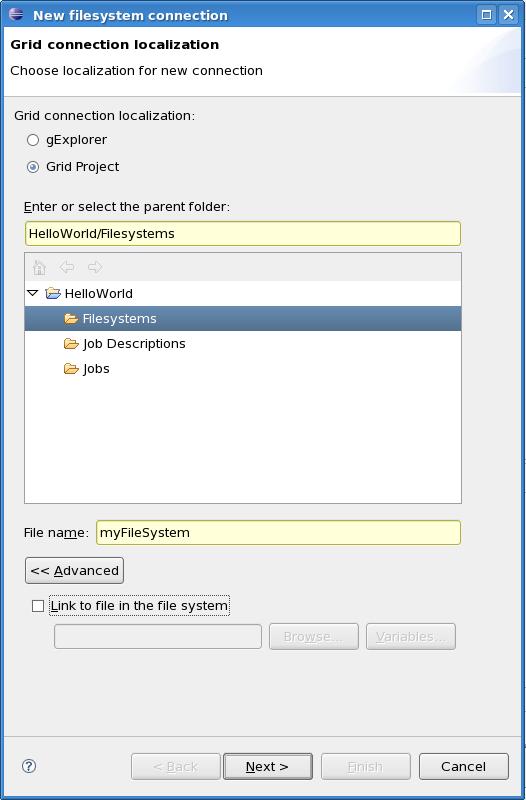 New filesystem connection
Grid connection localization
Choose localization for new connection
Grid connection localization:
gExplorer
Grid Project
Enter or select the parent folder:
HelloWorld/Filesystems
HelloWorld
Filesystems
Job Descriptions
Jobs
File name: myFileSystem
<< Advanced
Link to file in the file system
Browse... Variables...
? < Back Next > Finish Cancel